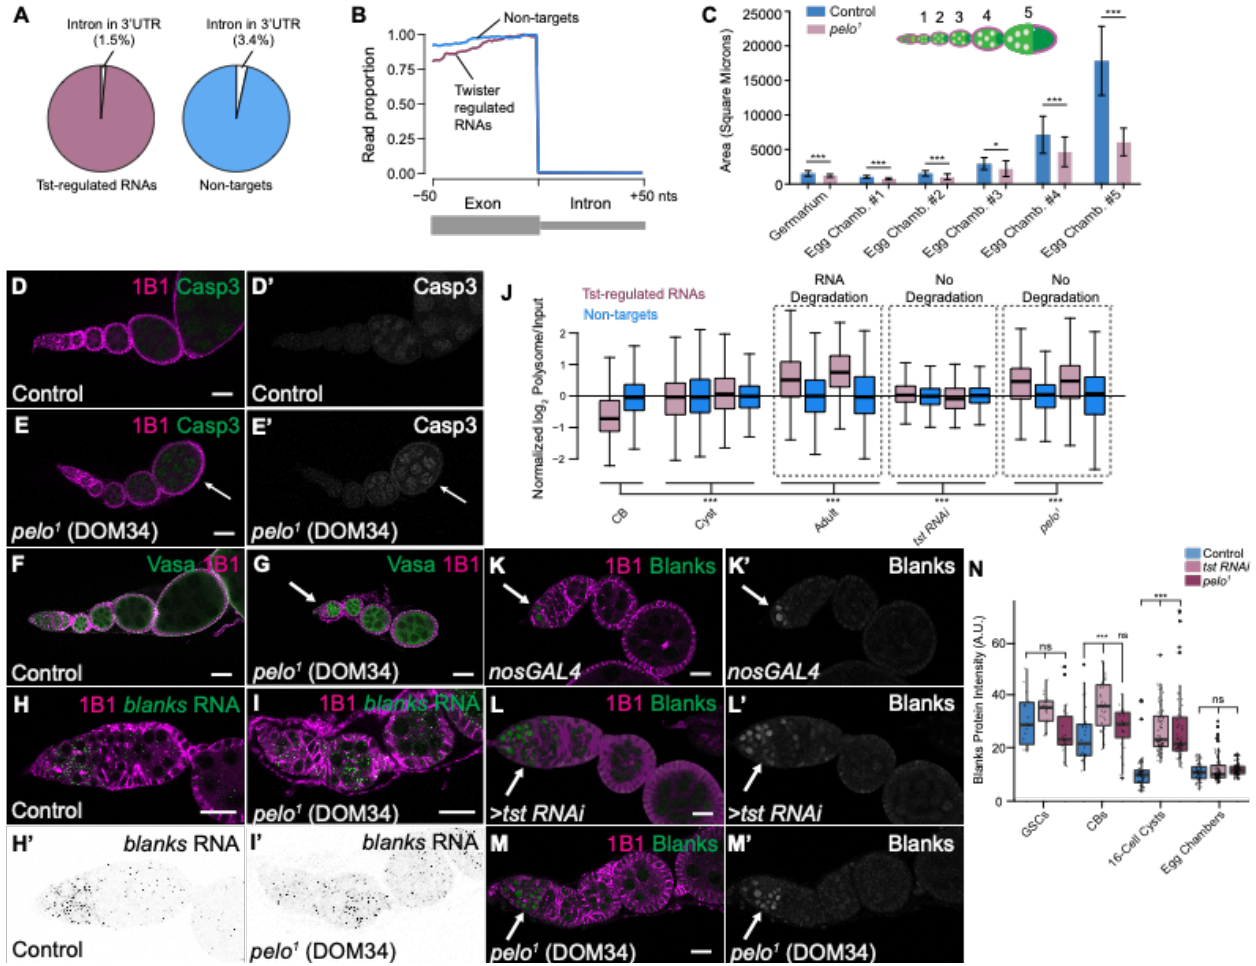 A
Intron in 3'UTR
(1.5%)
Intron in 3'UTR
(3.4%)
Tst-regulated RNAs
Non-targets
B
Non-targets
1.00
0.75
0.50
0.25
0.00
Read proportion
Twister
regulated
RNAs
−50
+50 nts
Exon
Intron
C
Control
pelo¹
1 2 3 4 5
25000
20000
15000
10000
5000
0
Area (Square Microns)
***
***
***
*
***
***
Germarium
Egg Chamb. #1
Egg Chamb. #2
Egg Chamb. #3
Egg Chamb. #4
Egg Chamb. #5
D
1B1 Casp3
Control
D'
Casp3
Control
E
1B1 Casp3
pelo¹ (DOM34)
E'
Casp3
pelo¹ (DOM34)
F
Vasa 1B1
Control
G
Vasa 1B1
pelo¹ (DOM34)
H
1B1 blanks RNA
Control
I
1B1 blanks RNA
pelo¹ (DOM34)
H'
blanks RNA
Control
I'
blanks RNA
pelo¹ (DOM34)
J
Tst-regulated RNAs
Non-targets
RNA
Degradation
No
Degradation
No
Degradation
2
1
0
−1
−2
Normalized log₂ Polysome/Input
***
***
***
***
CB
Cyst
Adult
tst RNAi
pelo¹
K
1B1 Blanks
nosGAL4
K'
Blanks
nosGAL4
L
1B1 Blanks
>tst RNAi
L'
Blanks
>tst RNAi
M
1B1 Blanks
pelo¹ (DOM34)
M'
Blanks
pelo¹ (DOM34)
N
Control
tst RNAi
pelo¹
60
40
20
0
Blanks Protein Intensity (A.U.)
ns
*** ns
***
ns
GSCs
CBs
16-Cell Cysts
Egg Chambers